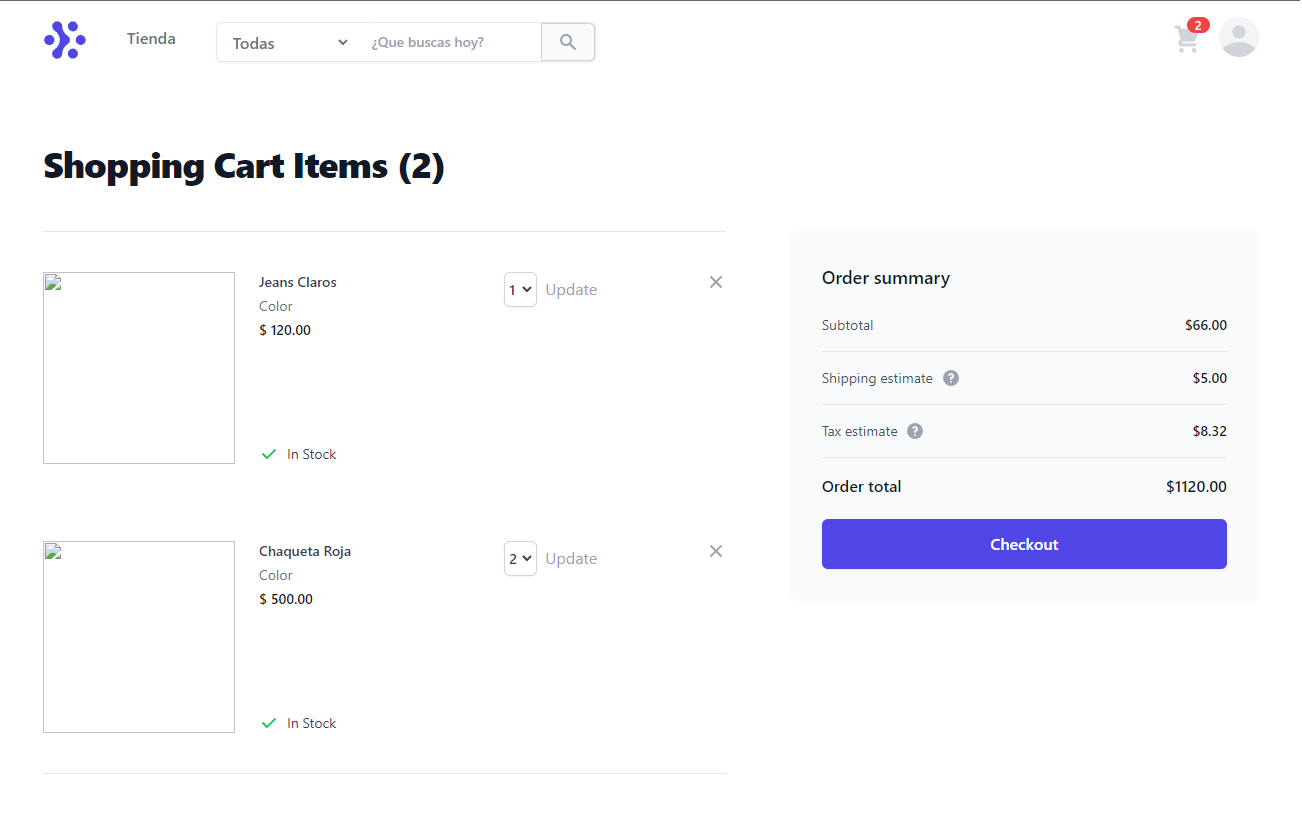 Tienda
Todas
¿Que buscas hoy?
2
Shopping Cart Items (2)
Jeans Claros
Color
$ 120.00
1
Update
In Stock
Chaqueta Roja
Color
$ 500.00
2
Update
In Stock
Order summary
Subtotal $66.00
Shipping estimate ? $5.00
Tax estimate ? $8.32
Order total $1120.00
Checkout